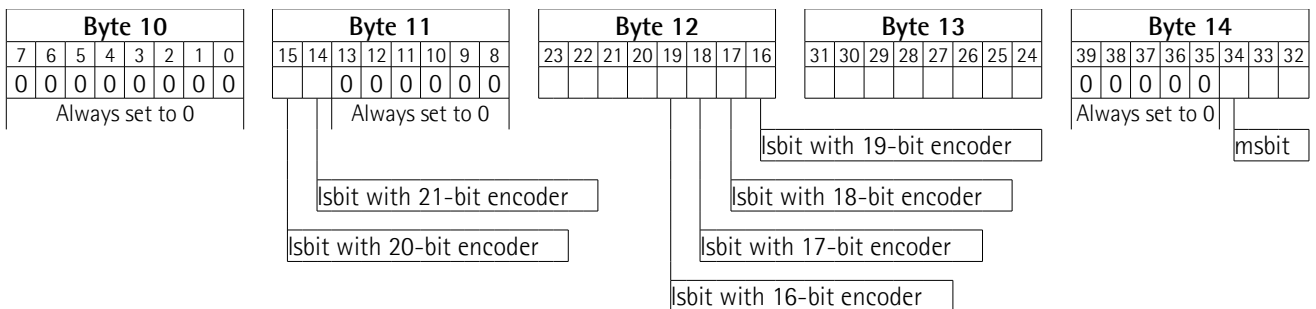 Byte 10 Byte 11 Byte 12 Byte 13 Byte 14
7 6 5 4 3 2 1 0 15 14 13 12 11 10 9 8 23 22 21 20 19 18 17 16 31 30 29 28 27 26 25 24 39 38 37 36 35 34 33 32
0 0 0 0 0 0 0 0 0 0 0 0 0 0 0 0 0 0 0
Always set to 0 Always set to 0 Always set to 0
lsbit with 19-bit encoder msbit
lsbit with 21-bit encoder lsbit with 18-bit encoder
lsbit with 20-bit encoder lsbit with 17-bit encoder
lsbit with 16-bit encoder